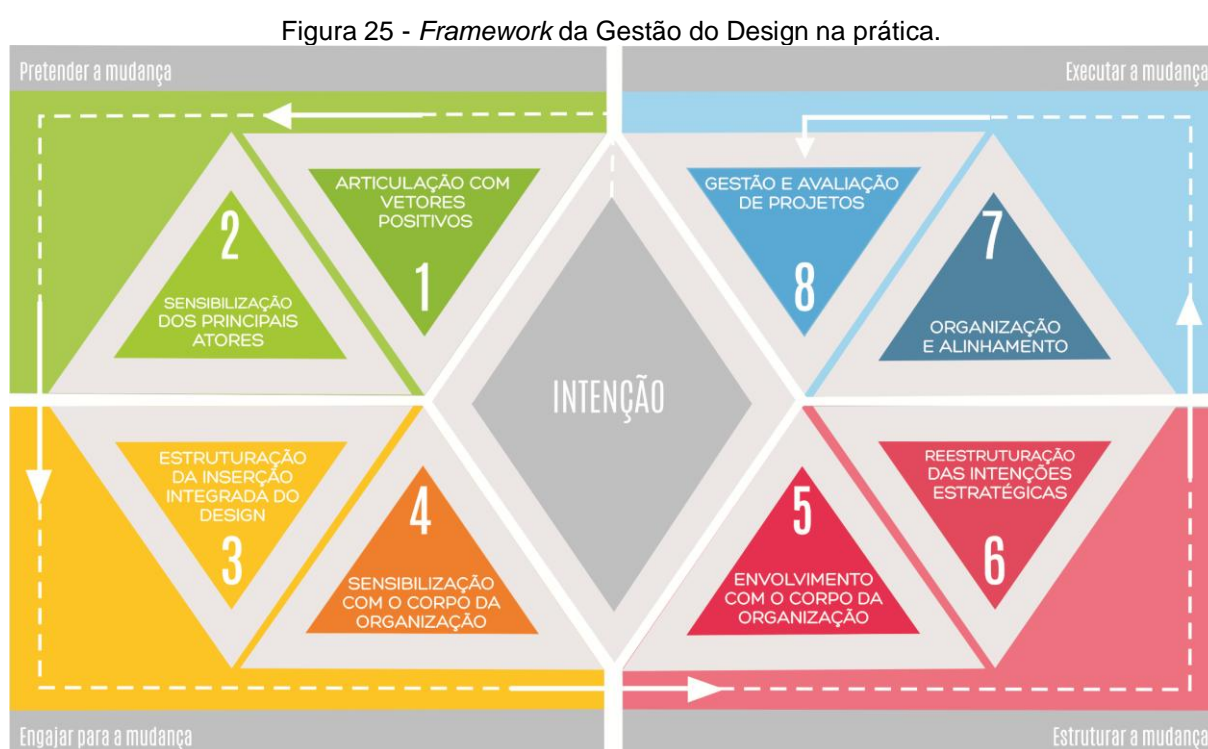 Figura 25 - Framework da Gestão do Design na prática.
Pretender a mudança
Executar a mudança
ARTICULAÇÃO COM
VETORES
POSITIVOS
1
2
SENSIBILIZAÇÃO
DOS PRINCIPAIS
ATORES
GESTÃO E AVALIAÇÃO
DE PROJETOS
8
7
ORGANIZAÇÃO
E ALINHAMENTO
INTENÇÃO
ESTRUTURAÇÃO
DA INSERÇÃO
INTEGRADA DO
DESIGN
3
4
SENSIBILIZAÇÃO
COM O CORPO DA
ORGANIZAÇÃO
5
ENVOLVIMENTO
COM O CORPO DA
ORGANIZAÇÃO
REESTRUTURAÇÃO
DAS INTENÇÕES
ESTRATÉGICAS
6
Engajar para a mudança
Estruturar a mudança